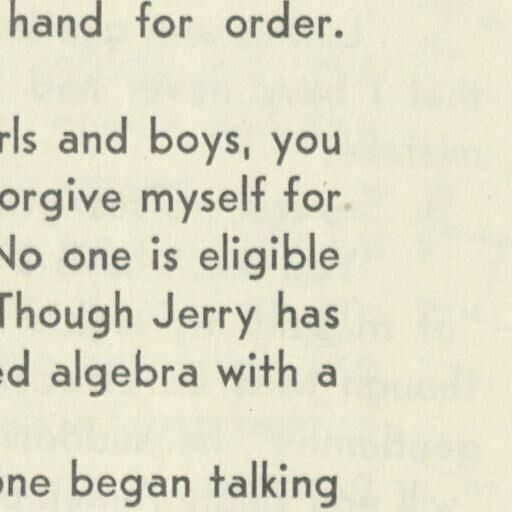 hand for order.
rls and boys, you
orgive myself for
No one is eligible
Though Jerry has
ed algebra with a
one began talking